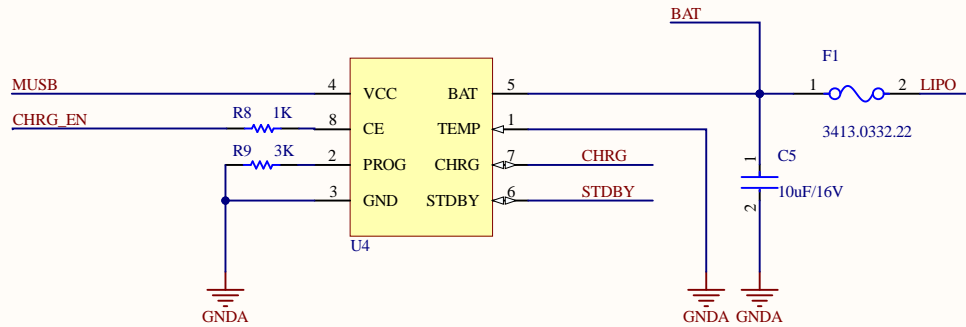 BAT
F1
MUSB
4
VCC
BAT
5
1
2
LIPO
CHRG_EN
R8
1K
8
CE
TEMP
1
3413.0332.22
R9
3K
2
PROG
CHRG
7
CHRG
1
C5
3
GND
STDBY
6
STDBY
10uF/16V
2
U4
GNDA
GNDA
GNDA